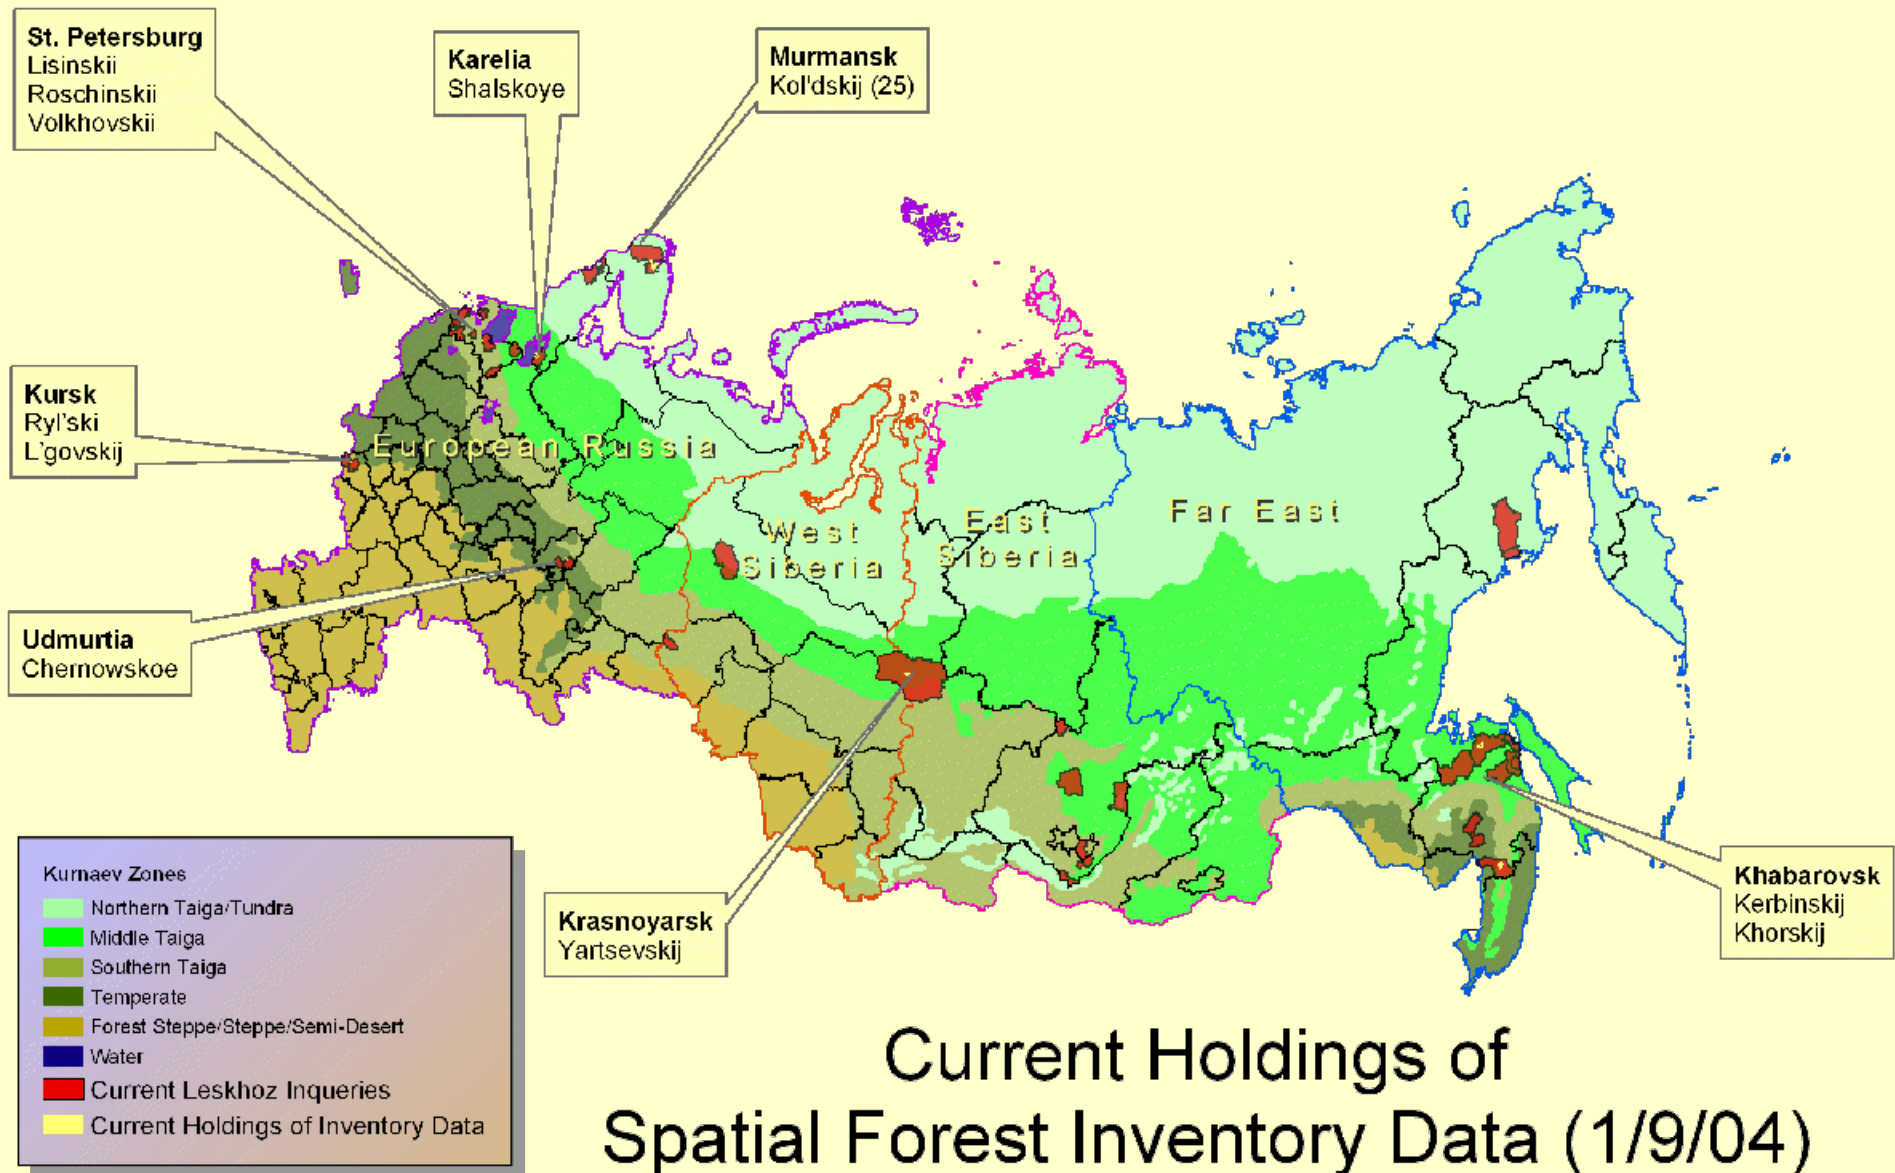 St. Petersburg
Lisinskii
Roschinskii
Volkhovskii
Karelia
Shalskoye
Murmansk
Kol'dskij (25)
Kursk
Ryl'ski
L'govskij
European Russia
West
Siberia
East
Siberia
Far East
Udmurtia
Chernowskoe
Krasnoyarsk
Yartsevskij
Khabarovsk
Kerbinskij
Khorskij
Kurnaev Zones
Northern Taiga/Tundra
Middle Taiga
Southern Taiga
Temperate
Forest Steppe/Steppe/Semi-Desert
Water
Current Leskhoz Inqueries
Current Holdings of Inventory Data
Current Holdings of
Spatial Forest Inventory Data (1/9/04)